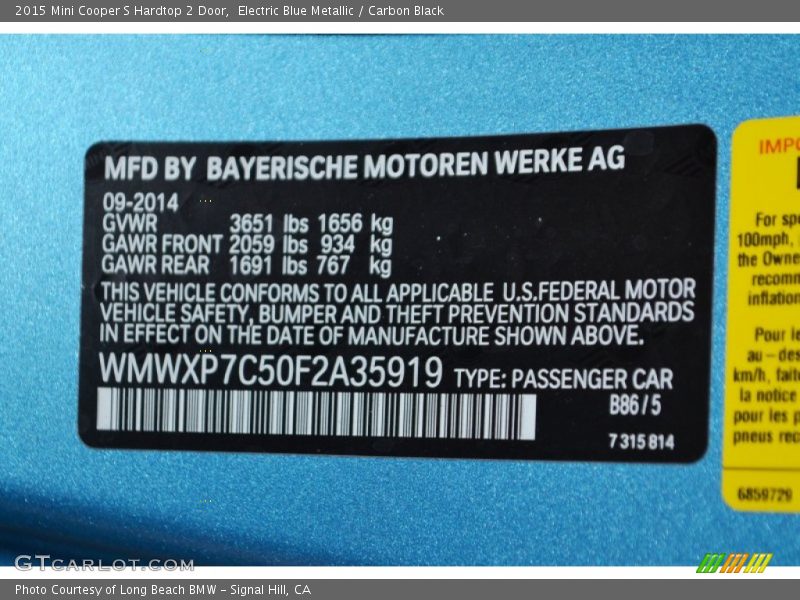 2015 Mini Cooper S Hardtop 2 Door,  Electric Blue Metallic / Carbon Black
MFD BY BAYERISCHE MOTOREN WERKE AG
09-2014
GVWR 3651 lbs 1656 kg
GAWR FRONT 2059 lbs 934 kg
GAWR REAR 1691 lbs 767 kg
THIS VEHICLE CONFORMS TO ALL APPLICABLE U.S.FEDERAL MOTOR
VEHICLE SAFETY, BUMPER AND THEFT PREVENTION STANDARDS
IN EFFECT ON THE DATE OF MANUFACTURE SHOWN ABOVE.
WMWXP7C50F2A35919 TYPE: PASSENGER CAR
B86/5
7315814
IMPO
For spe
100mph,
the Owne
recomm
inflation
Pour le
au-des
km/h, faite
la notice
pour les p
pneus rec
6859729
GTCARLOT.COM
Photo Courtesy of Long Beach BMW - Signal Hill, CA